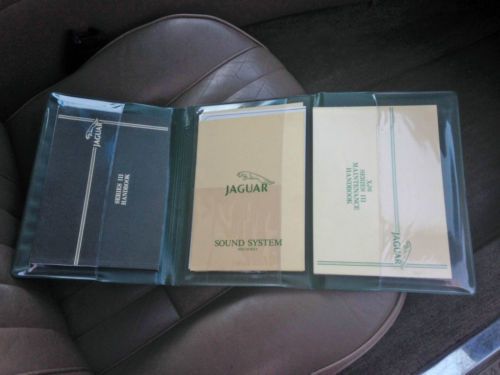 JAGUAR
SERIES III
HANDBOOK
JAGUAR
SOUND SYSTEM
XJ6
SERIES III
MAINTENANCE
HANDBOOK
JAGUAR